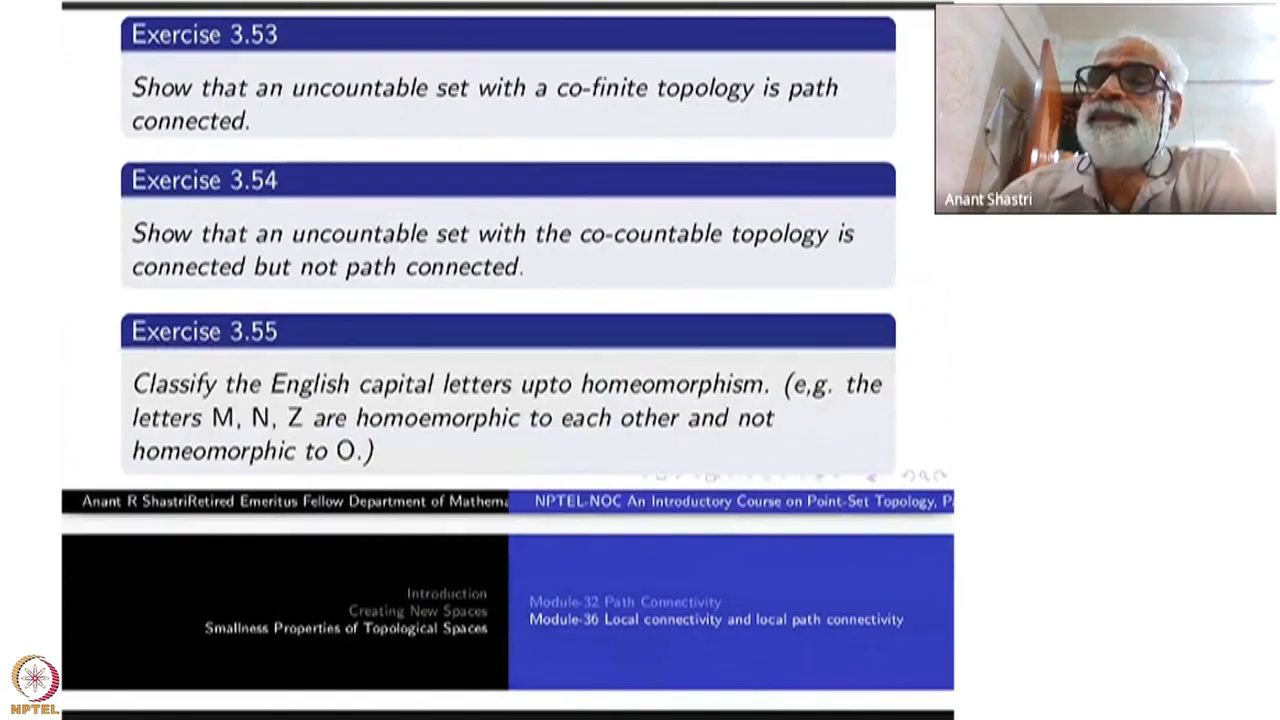 Exercise 3.53
Show that an uncountable set with a co-finite topology is path
connected.
Exercise 3.54
Show that an uncountable set with the co-countable topology is
connected but not path connected.
Exercise 3.55
Classify the English capital letters upto homeomorphism. (e,g. the
letters M, N, Z are homoemorphic to each other and not
homeomorphic to O.)
Anant Shastri
Anant R ShastriRetired Emeritus Fellow Department of Mathema
NPTEL-NOC An Introductory Course on Point-Set Topology, Pa
Introduction
Creating New Spaces
Smallness Properties of Topological Spaces
Module-32 Path Connectivity
Module-36 Local connectivity and local path connectivity
NPTEL